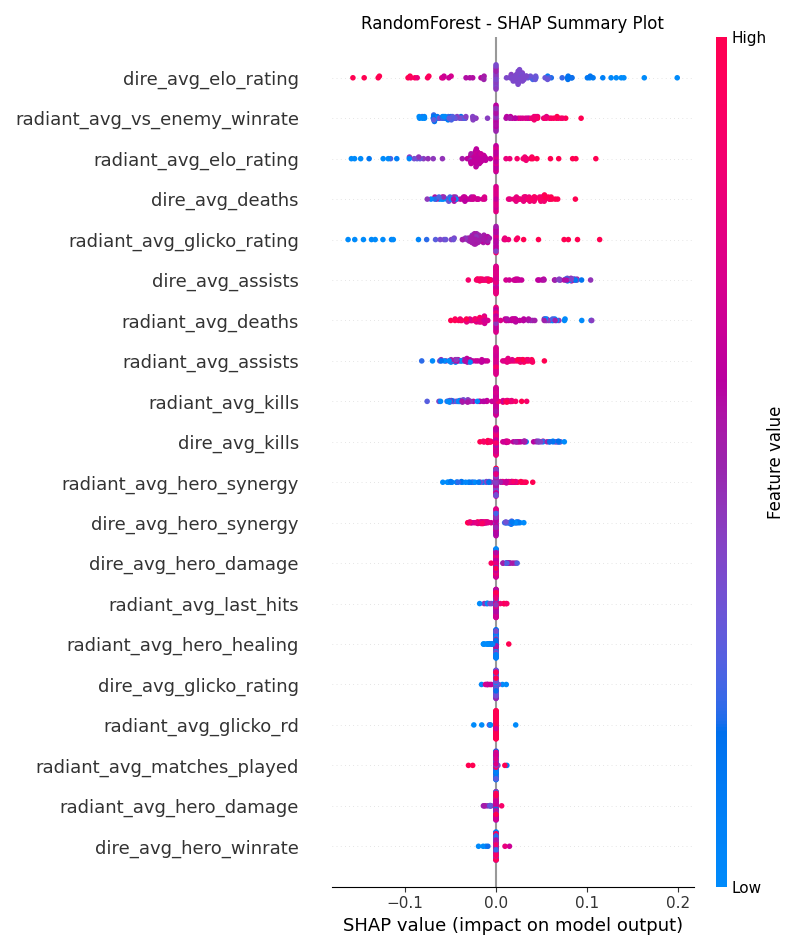 RandomForest - SHAP Summary Plot
High
dire_avg_elo_rating
radiant_avg_vs_enemy_winrate
radiant_avg_elo_rating
dire_avg_deaths
radiant_avg_glicko_rating
dire_avg_assists
radiant_avg_deaths
radiant_avg_assists
radiant_avg_kills
dire_avg_kills
radiant_avg_hero_synergy
dire_avg_hero_synergy
dire_avg_hero_damage
radiant_avg_last_hits
radiant_avg_hero_healing
dire_avg_glicko_rating
radiant_avg_glicko_rd
radiant_avg_matches_played
radiant_avg_hero_damage
dire_avg_hero_winrate
Feature value
Low
−0.1 0.0 0.1 0.2
SHAP value (impact on model output)